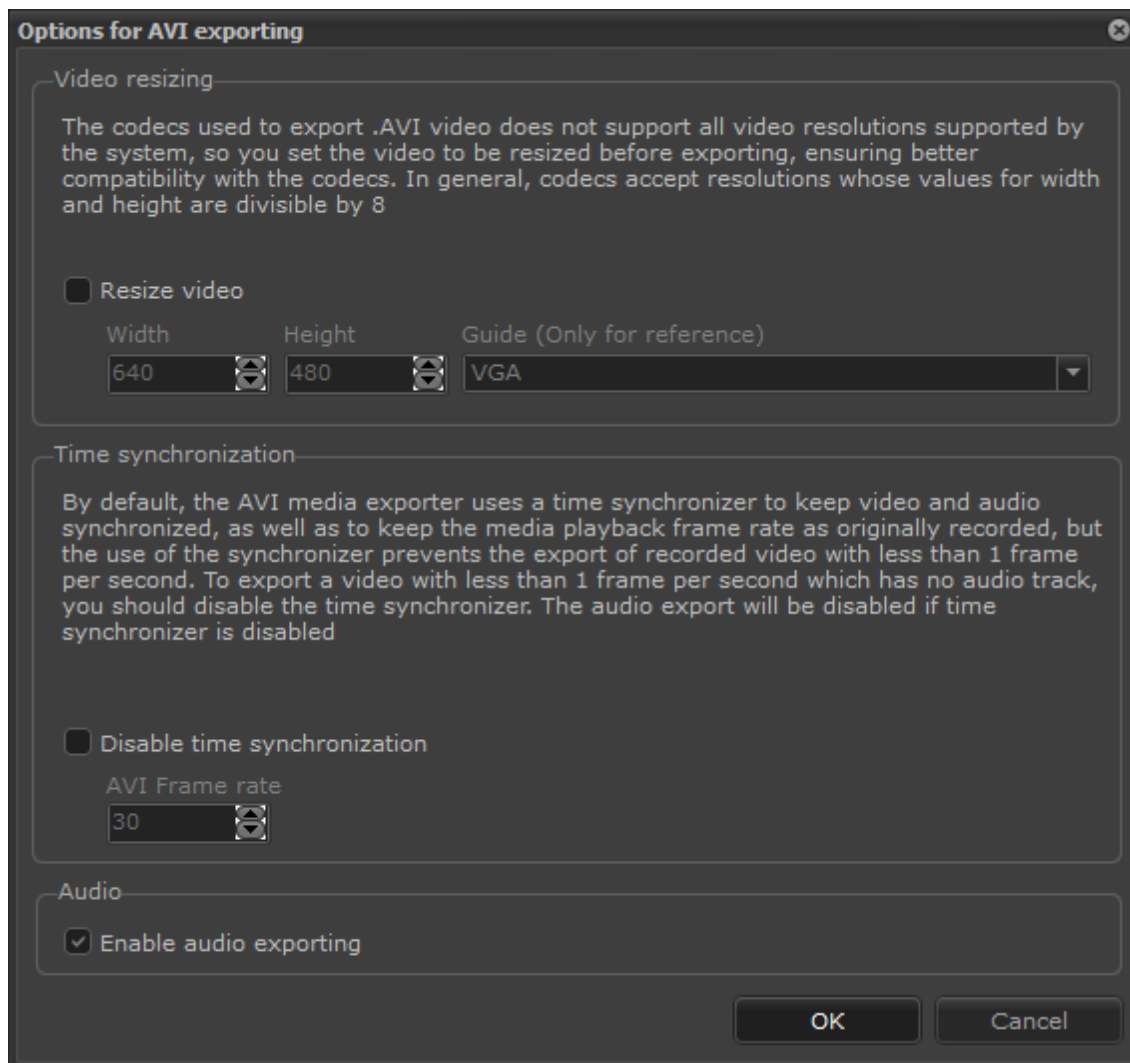 Options for AVI exporting
Video resizing
The codecs used to export .AVI video does not support all video resolutions supported by
the system, so you set the video to be resized before exporting, ensuring better
compatibility with the codecs. In general, codecs accept resolutions whose values for width
and height are divisible by 8
Resize video
Width Height Guide (Only for reference)
640 480 VGA
Time synchronization
By default, the AVI media exporter uses a time synchronizer to keep video and audio
synchronized, as well as to keep the media playback frame rate as originally recorded, but
the use of the synchronizer prevents the export of recorded video with less than 1 frame
per second. To export a video with less than 1 frame per second which has no audio track,
you should disable the time synchronizer. The audio export will be disabled if time
synchronizer is disabled
Disable time synchronization
AVI Frame rate
30
Audio
Enable audio exporting
OK Cancel